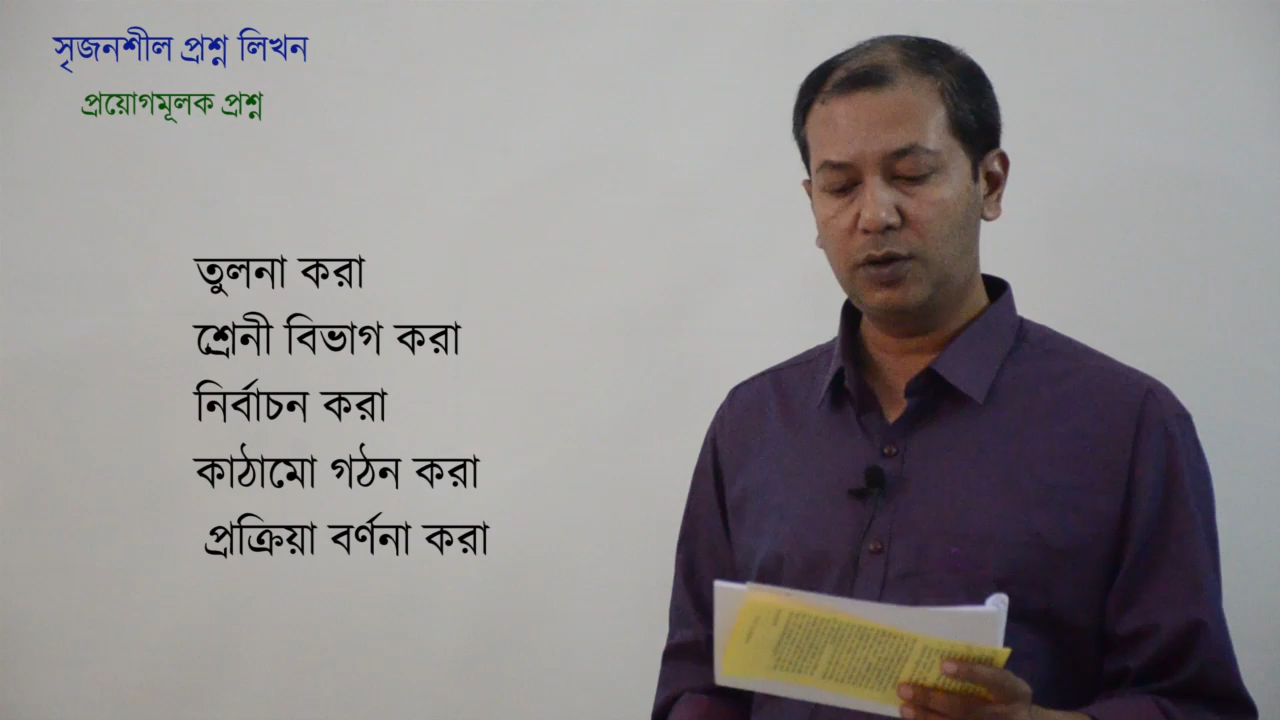 সৃজনশীল প্রশ্ন লিখন
প্রয়োগমূলক প্রশ্ন
তুলনা করা
শ্রেনী বিভাগ করা
নির্বাচন করা
কাঠামো গঠন করা
প্রক্রিয়া বর্ণনা করা